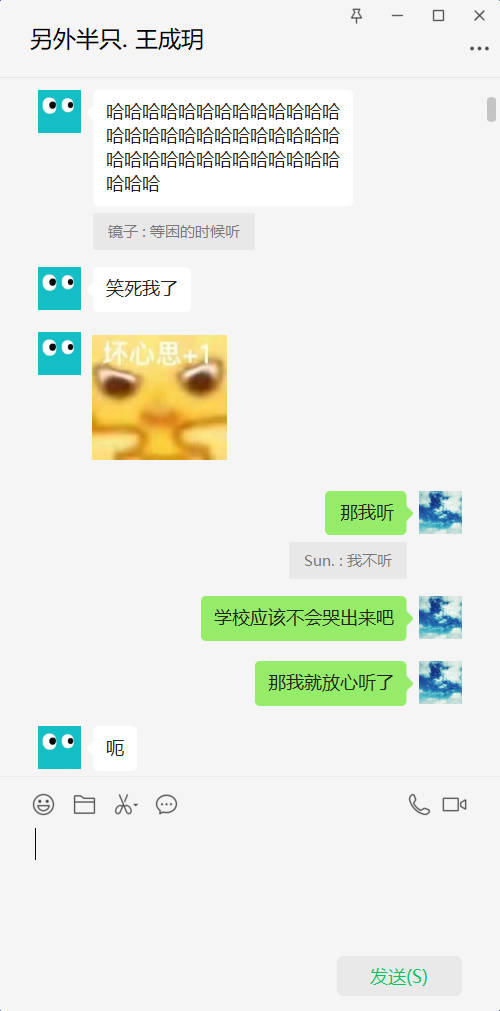 另外半只. 王成玥
哈哈哈哈哈哈哈哈哈哈哈哈哈
哈哈哈哈哈哈哈哈哈哈哈哈哈
哈哈哈哈哈哈哈哈哈哈哈哈哈
哈哈哈
镜子 : 等困的时候听
笑死我了
坏心思+1
那我听
Sun. : 我不听
学校应该不会哭出来吧
那我就放心听了
呃
发送(S)